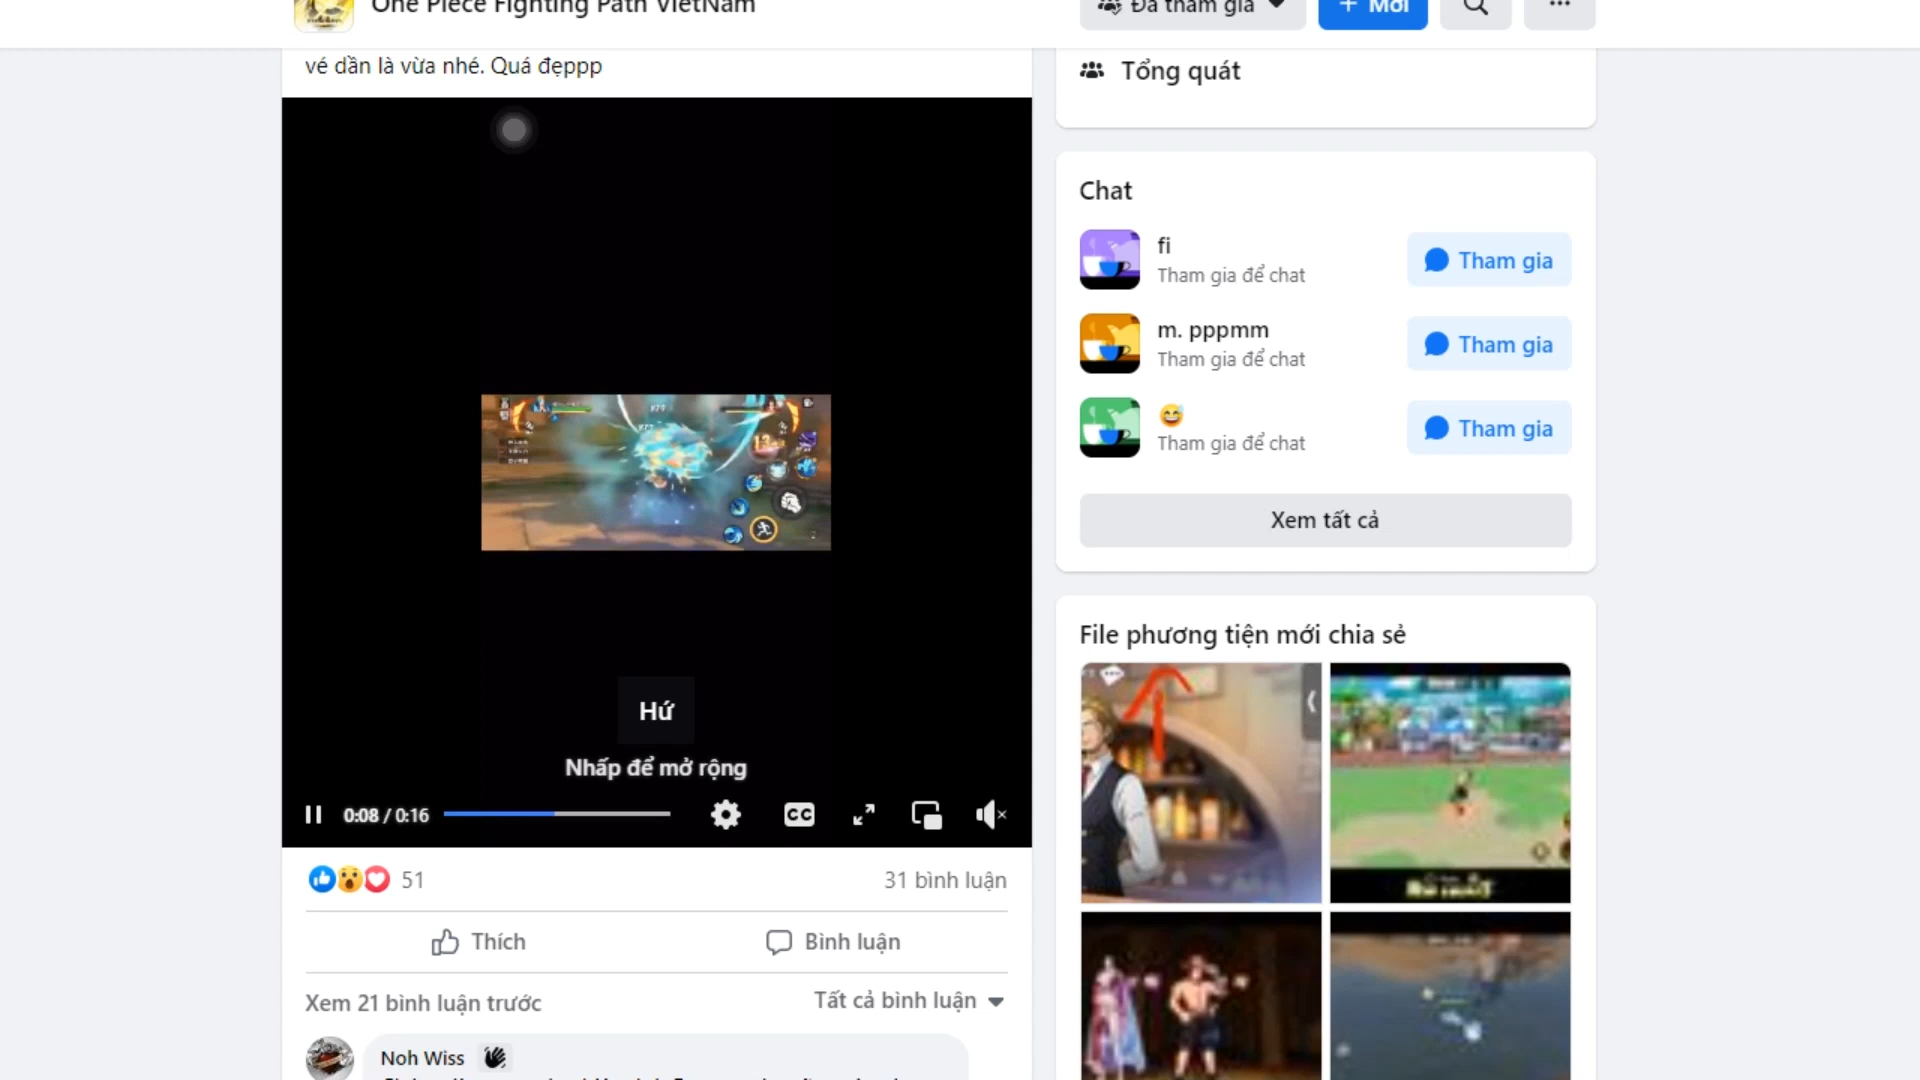 One Piece Fighting Path VietNam
Đã tham gia
+ Mời
vé dần là vừa nhé. Quá đẹppp
Tổng quát
Chat
fi
Tham gia để chat
Tham gia
m. pppmm
Tham gia để chat
Tham gia
😅
Tham gia để chat
Tham gia
Xem tất cả
File phương tiện mới chia sẻ
Hứ
Nhấp để mở rộng
0:08 / 0:16
CC
51
31 bình luận
Thích
Bình luận
Xem 21 bình luận trước
Tất cả bình luận
Noh Wiss 👋